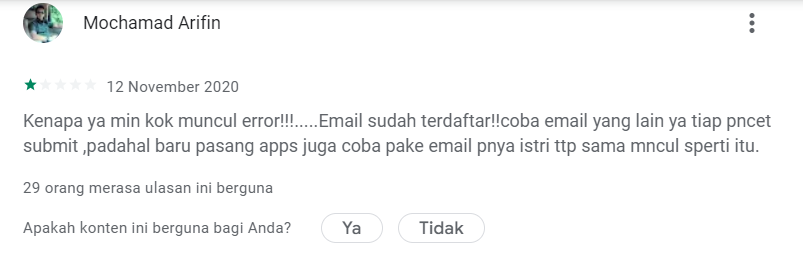 Mochamad Arifin
12 November 2020
Kenapa ya min kok muncul error!!!.....Email sudah terdaftar!!coba email yang lain ya tiap pncet
submit ,padahal baru pasang apps juga coba pake email pnya istri ttp sama mncul sperti itu.
29 orang merasa ulasan ini berguna
Apakah konten ini berguna bagi Anda? Ya Tidak